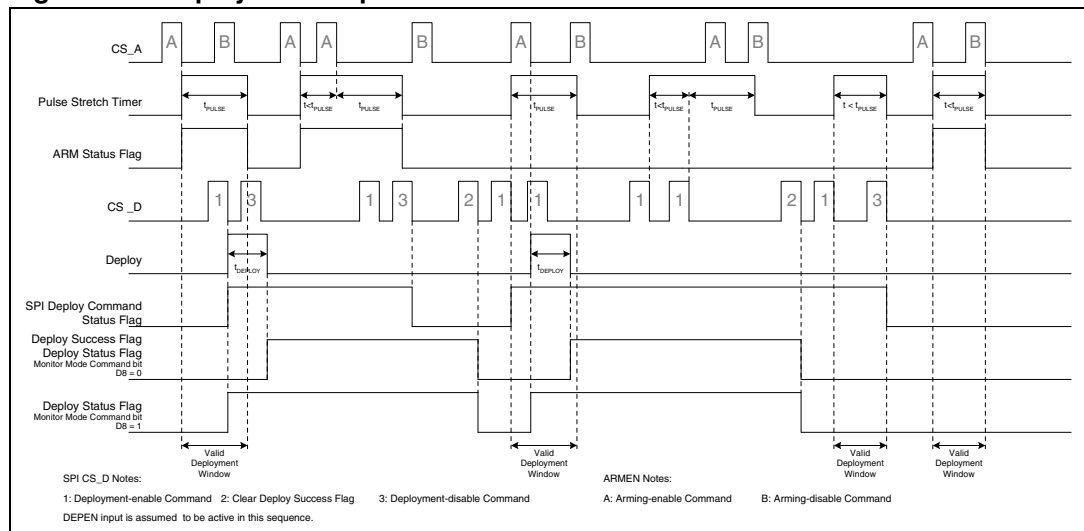 A B A A B A B A B A B
CS_A
Pulse Stretch Timer
tPULSE t<tPULSE tPULSE tPULSE t<tPULSE tPULSE t < tPULSE t<tPULSE
ARM Status Flag
1 3 1 3 2 1 1 1 1 2 1 3
CS _D
Deploy
tDEPLOY tDEPLOY
SPI Deploy Command
Status Flag
Deploy Success Flag
Deploy Status Flag
Monitor Mode Command bit
D8 = 0
Deploy Status Flag
Monitor Mode Command bit
D8 = 1
Valid
Deployment
Window
Valid
Deployment
Window
Valid
Deployment
Window
Valid
Deployment
Window
SPI CS_D Notes:
1: Deployment-enable Command 2: Clear Deploy Success Flag 3: Deployment-disable Command
DEPEN input is assumed to be active in this sequence.
ARMEN Notes:
A: Arming-enable Command B: Arming-disable Command